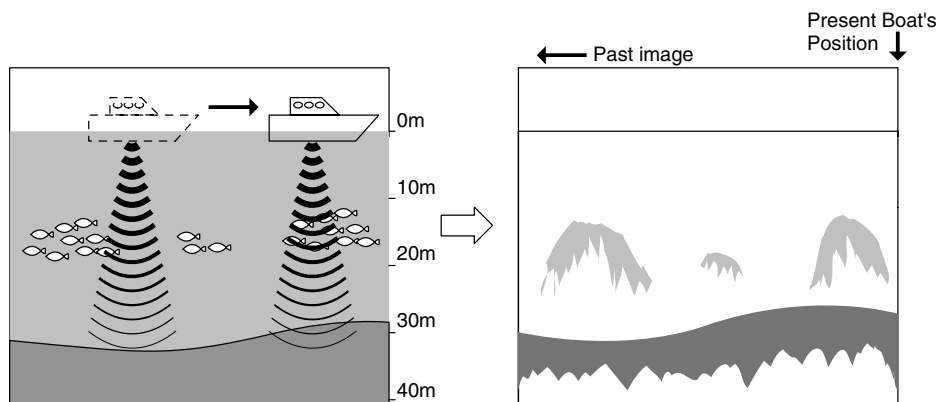 0m
10m
20m
30m
40m
Past image
Present Boat's
Position